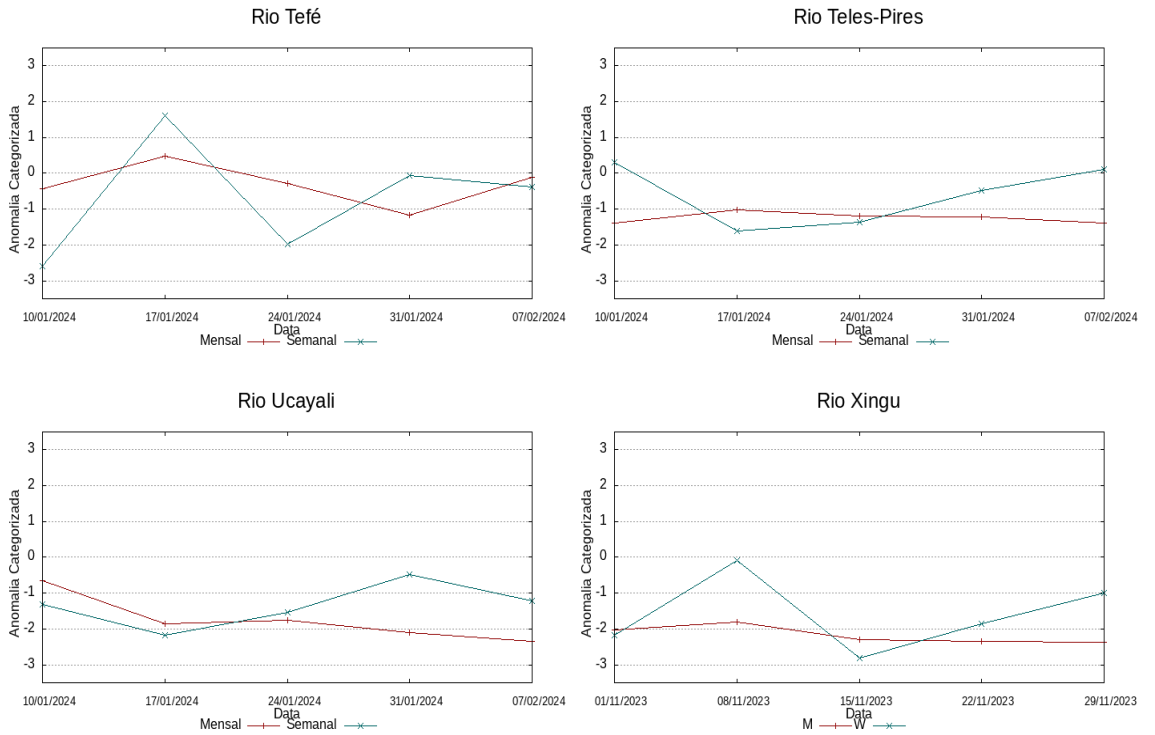 Rio Tefé
Anomalia Categorizada
3
2
1
0
-1
-2
-3
10/01/2024 17/01/2024 24/01/2024 31/01/2024 07/02/2024
Data
Mensal Semanal
Rio Teles-Pires
Anomalia Categorizada
3
2
1
0
-1
-2
-3
10/01/2024 17/01/2024 24/01/2024 31/01/2024 07/02/2024
Data
Mensal Semanal
Rio Ucayali
Anomalia Categorizada
3
2
1
0
-1
-2
-3
10/01/2024 17/01/2024 24/01/2024 31/01/2024 07/02/2024
Data
Mensal Semanal
Rio Xingu
Anomalia Categorizada
3
2
1
0
-1
-2
-3
01/11/2023 08/11/2023 15/11/2023 22/11/2023 29/11/2023
Data
M W